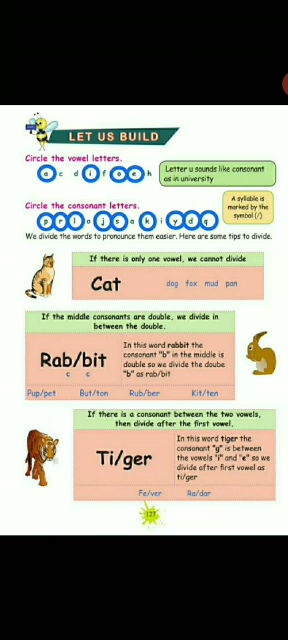 LET US BUILD
Circle the vowel letters.
a c d i f o e h
Letter u sounds like consonant
as in university
Circle the consonant letters.
p r l o j s a k i y d q
A syllable is
marked by the
symbol (/)
We divide the words to pronounce them easier. Here are some tips to divide.
If there is only one vowel, we cannot divide
Cat
dog fox mud pan
If the middle consonants are double, we divide in
between the double.
Rab/bit
c c
In this word rabbit the
consonant "b" in the middle is
double so we divide the doube
"b" as rab/bit
Pup/pet But/ton Rub/ber Kit/ten
If there is a consonant between the two vowels,
then divide after the first vowel.
Ti/ger
In this word tiger the
consonant "g" is between
the vowels "i" and "e" so we
divide after first vowel as
ti/ger
Fe/ver Ra/dar
127